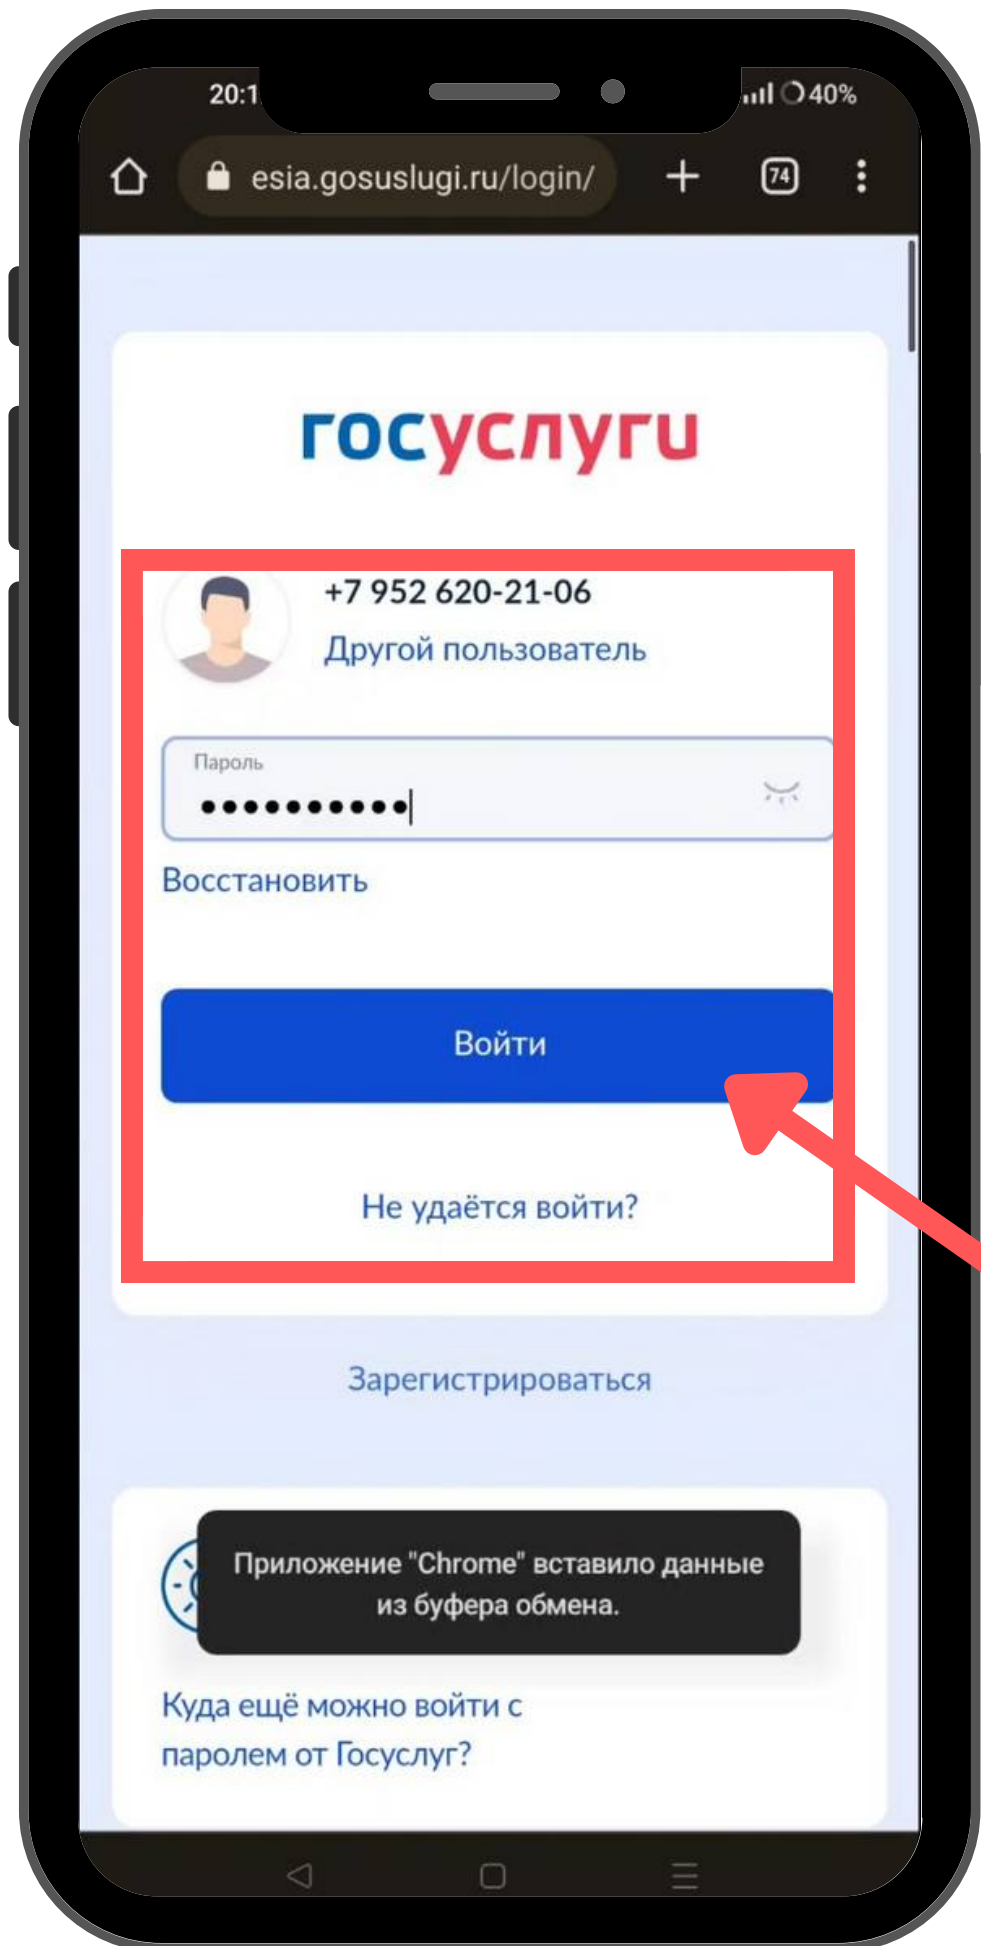 20:1
40%
esia.gosuslugi.ru/login/
74
госуслуги
+7 952 620-21-06
Другой пользователь
Пароль
••••••••••
Восстановить
Войти
Не удаётся войти?
Зарегистрироваться
Приложение "Chrome" вставило данные
из буфера обмена.
Куда ещё можно войти с
паролем от Госуслуг?